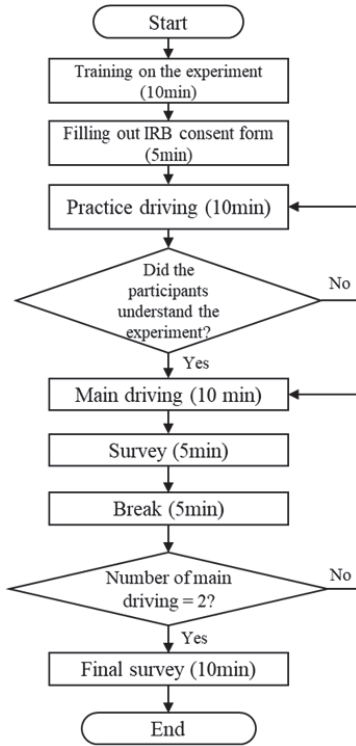 Start
Training on the experiment
(10min)
Filling out IRB consent form
(5min)
Practice driving (10min)
Did the
participants
understand the
experiment?
No
Yes
Main driving (10 min)
Survey (5min)
Break (5min)
Number of main
driving = 2?
No
Yes
Final survey (10min)
End